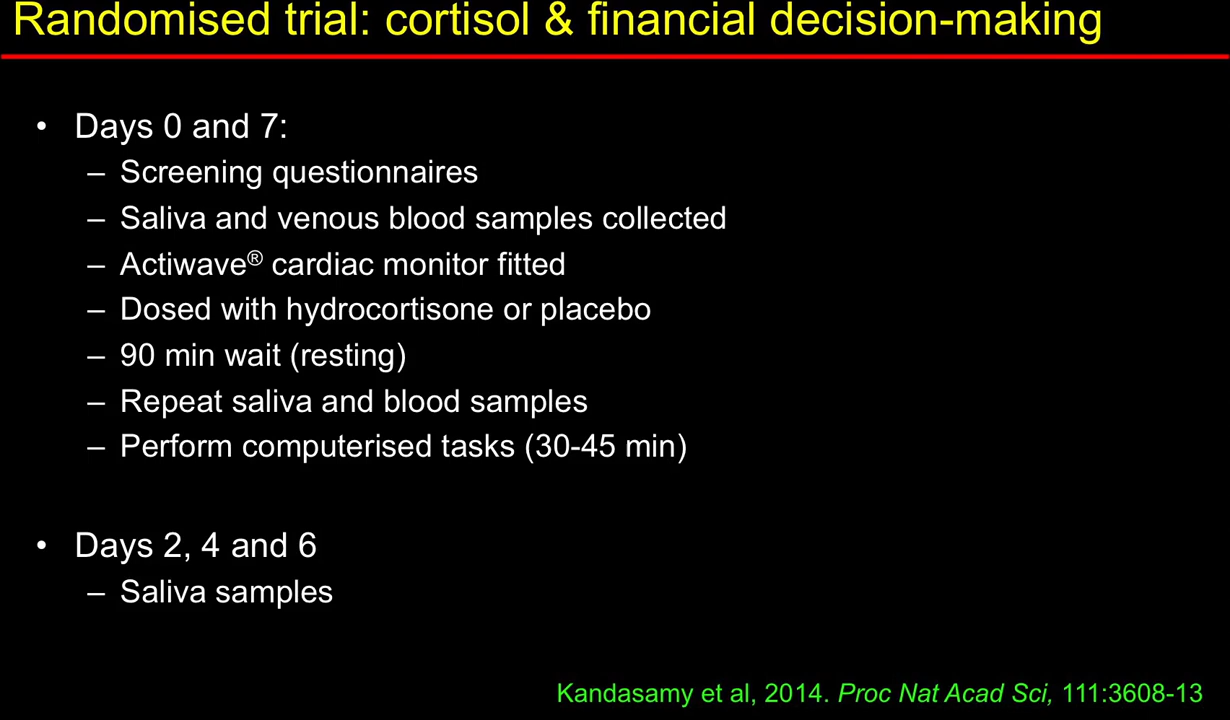 Randomised trial: cortisol & financial decision-making
• Days 0 and 7:
– Screening questionnaires
– Saliva and venous blood samples collected
– Actiwave® cardiac monitor fitted
– Dosed with hydrocortisone or placebo
– 90 min wait (resting)
– Repeat saliva and blood samples
– Perform computerised tasks (30-45 min)
• Days 2, 4 and 6
– Saliva samples
Kandasamy et al, 2014. Proc Nat Acad Sci, 111:3608-13